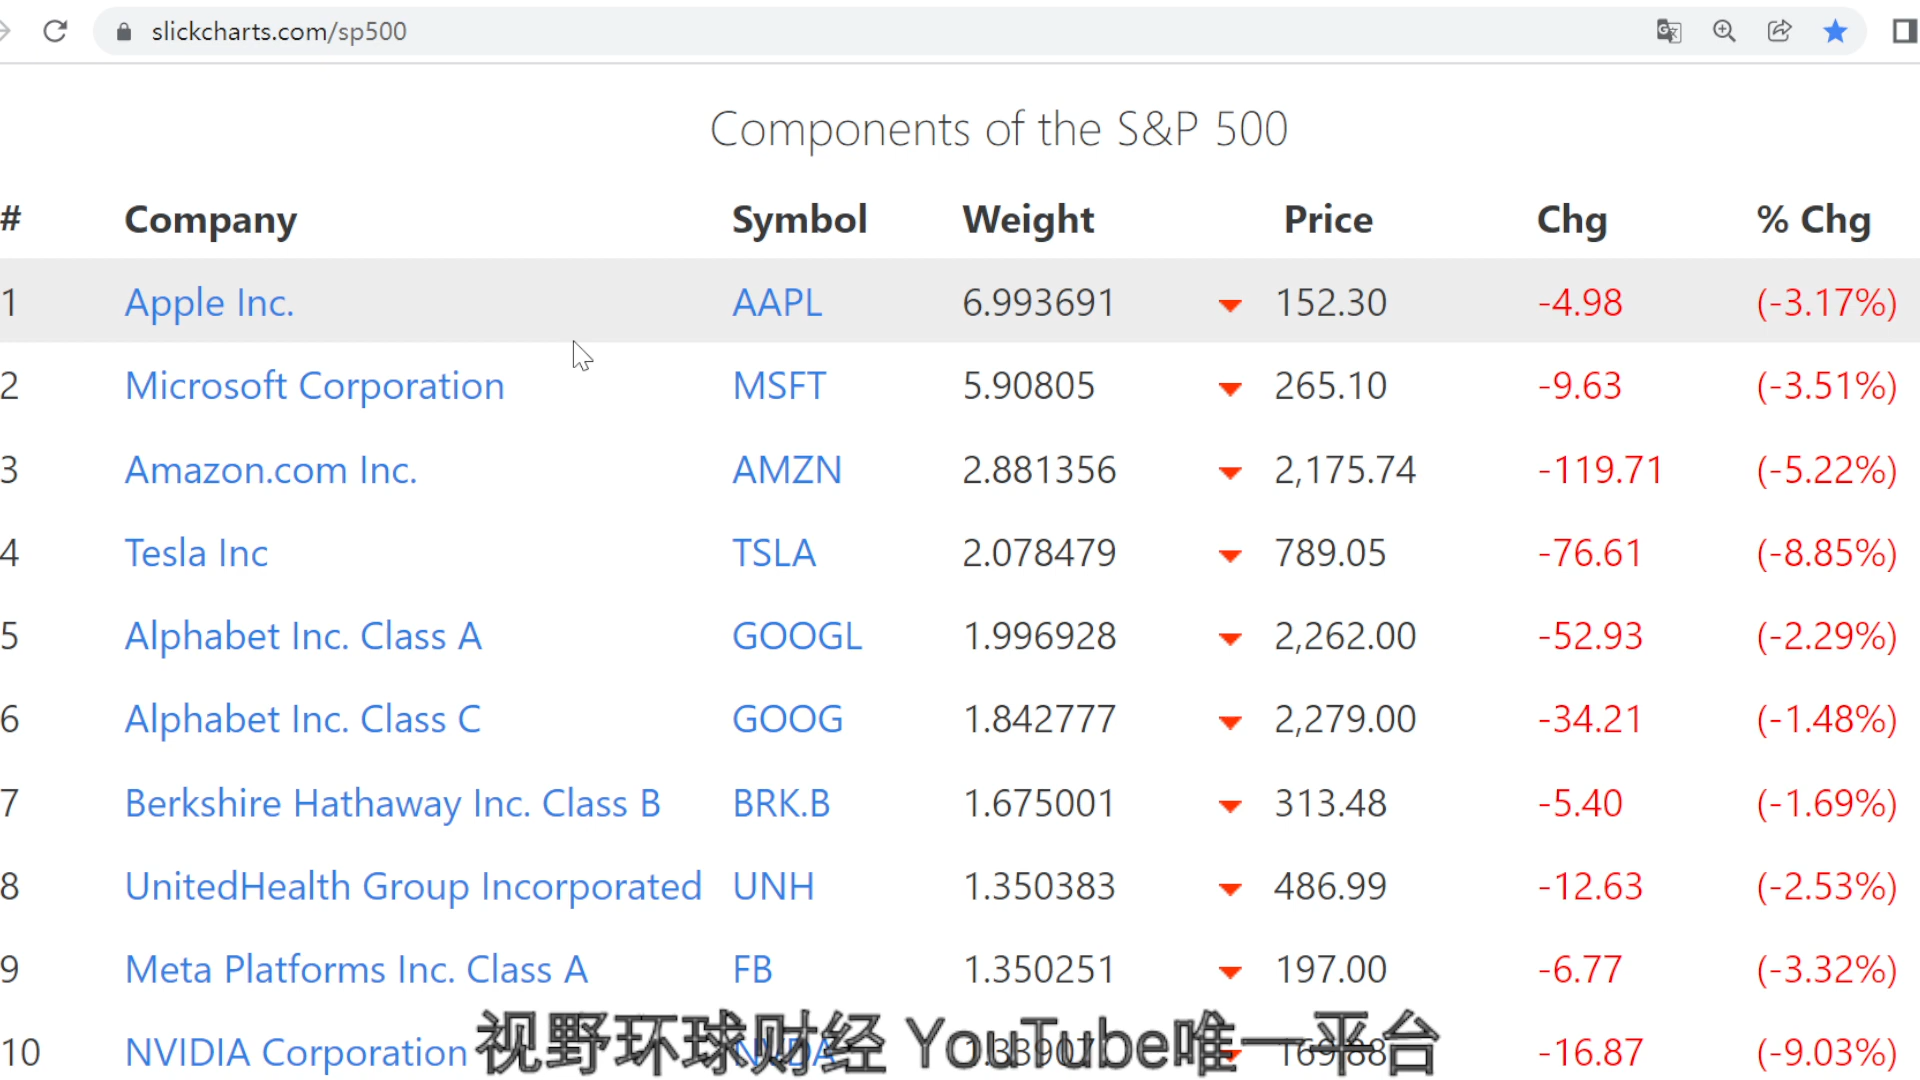 slickcharts.com/sp500
Components of the S&P 500
# Company Symbol Weight Price Chg % Chg
1 Apple Inc. AAPL 6.993691 152.30 -4.98 (-3.17%)
2 Microsoft Corporation MSFT 5.90805 265.10 -9.63 (-3.51%)
3 Amazon.com Inc. AMZN 2.881356 2,175.74 -119.71 (-5.22%)
4 Tesla Inc TSLA 2.078479 789.05 -76.61 (-8.85%)
5 Alphabet Inc. Class A GOOGL 1.996928 2,262.00 -52.93 (-2.29%)
6 Alphabet Inc. Class C GOOG 1.842777 2,279.00 -34.21 (-1.48%)
7 Berkshire Hathaway Inc. Class B BRK.B 1.675001 313.48 -5.40 (-1.69%)
8 UnitedHealth Group Incorporated UNH 1.350383 486.99 -12.63 (-2.53%)
9 Meta Platforms Inc. Class A FB 1.350251 197.00 -6.77 (-3.32%)
10 NVIDIA Corporation NVDA 169.88 -16.87 (-9.03%)
视野环球财经 YouTube唯一平台